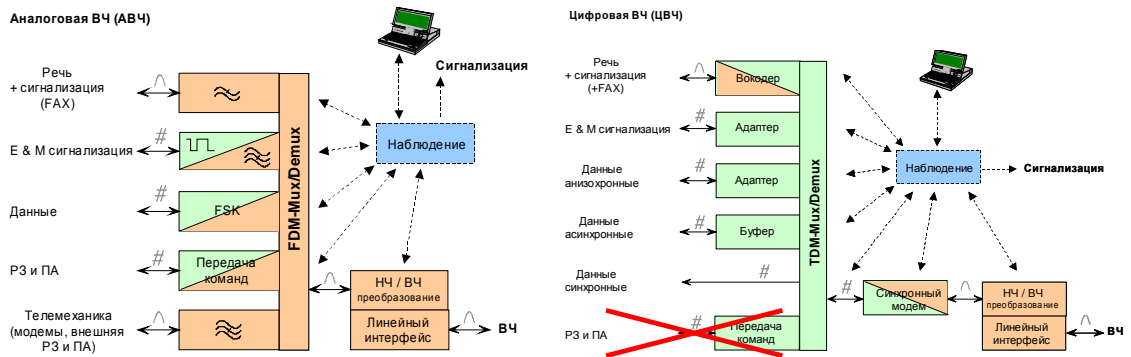 Аналоговая ВЧ (АВЧ)
Речь
+ сигнализация
(FAX)
E & M сигнализация
#
Данные
#
FSK
РЗ и ПА
#
Передача
команд
Телемеханика
(модемы, внешняя
РЗ и ПА)
FDM-Mux/Demux
Сигнализация
Наблюдение
НЧ / ВЧ
преобразование
Линейный
интерфейс
ВЧ
Цифровая ВЧ (ЦВЧ)
Речь
+ сигнализация
(+FAX)
Вокодер
E & M сигнализация
#
Адаптер
Данные
анизохронные
#
Адаптер
Данные
асинхронные
#
Буфер
Данные
синхронные
#
РЗ и ПА
#
Передача
команд
TDM-Mux/Demux
Наблюдение
Сигнализация
#
Синхронный
модем
НЧ / ВЧ
преобразование
Линейный
интерфейс
ВЧ